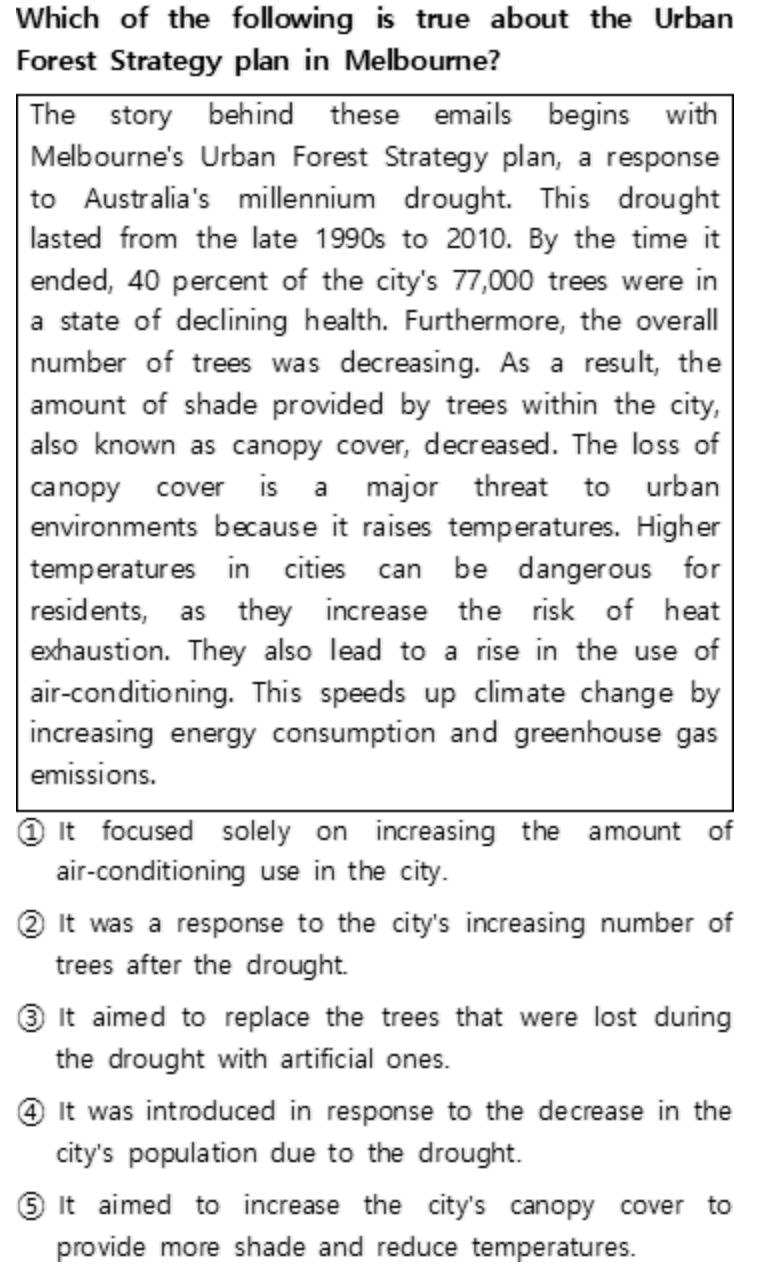 Which of the following is true about the Urban
Forest Strategy plan in Melbourne?
The story behind these emails begins with
Melbourne's Urban Forest Strategy plan, a response
to Australia's millennium drought. This drought
lasted from the late 1990s to 2010. By the time it
ended, 40 percent of the city's 77,000 trees were in
a state of declining health. Furthermore, the overall
number of trees was decreasing. As a result, the
amount of shade provided by trees within the city,
also known as canopy cover, decreased. The loss of
canopy cover is a major threat to urban
environments because it raises temperatures. Higher
temperatures in cities can be dangerous for
residents, as they increase the risk of heat
exhaustion. They also lead to a rise in the use of
air-conditioning. This speeds up climate change by
increasing energy consumption and greenhouse gas
emissions.
① It focused solely on increasing the amount of
air-conditioning use in the city.
② It was a response to the city's increasing number of
trees after the drought.
③ It aimed to replace the trees that were lost during
the drought with artificial ones.
④ It was introduced in response to the decrease in the
city's population due to the drought.
⑤ It aimed to increase the city's canopy cover to
provide more shade and reduce temperatures.